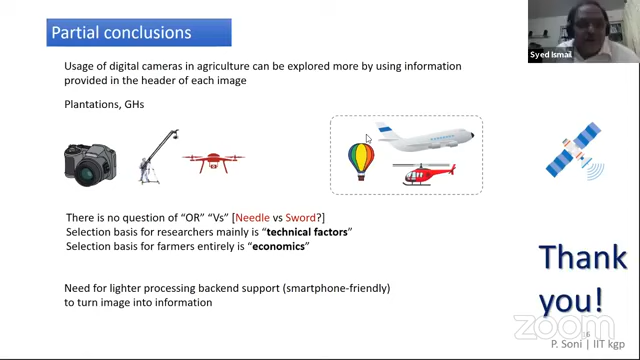 Partial conclusions
Syed Ismail
Usage of digital cameras in agriculture can be explored more by using information
provided in the header of each image
Plantations, GHs
There is no question of “OR” “Vs” [Needle vs Sword?]
Selection basis for researchers mainly is “technical factors”
Selection basis for farmers entirely is “economics”
Need for lighter processing backend support (smartphone-friendly)
to turn image into information
Thank
you!
16
zoom
P. Soni | IIT kgp